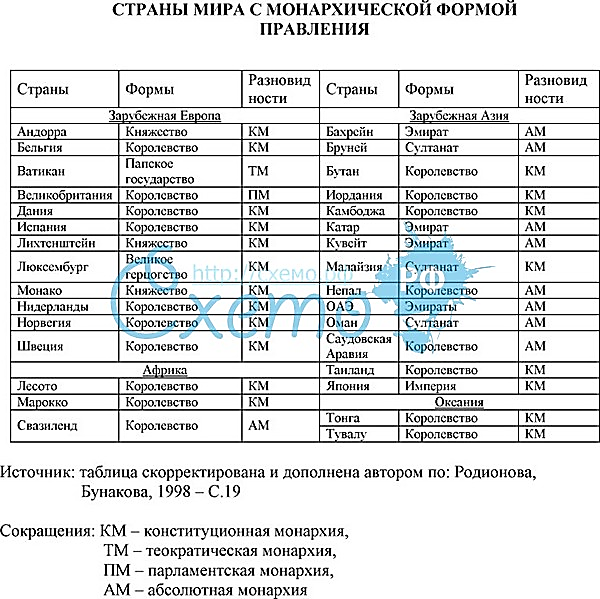 СТРАНЫ МИРА С МОНАРХИЧЕСКОЙ ФОРМОЙ
ПРАВЛЕНИЯ
Страны Формы Разновид Страны Формы Разновид
ности ности
Зарубежная Европа Зарубежная Азия
Андорра Княжество КМ Бахрейн Эмират АМ
Бельгия Королевство КМ Бруней Султанат АМ
Ватикан Папское государство ТМ Бутан Королевство КМ
Великобритания Королевство ПМ Иордания Королевство КМ
Дания Королевство КМ Камбоджа Королевство КМ
Испания Королевство КМ Катар Эмират АМ
Лихтенштейн Княжество КМ Кувейт Эмират АМ
Люксембург Великое герцогство КМ Малайзия Султанат КМ
Монако Княжество КМ Непал Королевство АМ
Нидерланды Королевство КМ ОАЭ Эмираты АМ
Норвегия Королевство КМ Оман Султанат АМ
Швеция Королевство КМ Саудовская Аравия Королевство АМ
Африка Таиланд Королевство КМ
Лесото Королевство КМ Япония Империя КМ
Марокко Королевство КМ Океания
Свазиленд Королевство АМ Тонга Королевство КМ
Тувалу Королевство КМ
http://схемо.рф
Схемо РФ
Источник: таблица скорректирована и дополнена автором по: Родионова,
Бунакова, 1998 – С.19
Сокращения: КМ – конституционная монархия,
ТМ – теократическая монархия,
ПМ – парламентская монархия,
АМ – абсолютная монархия